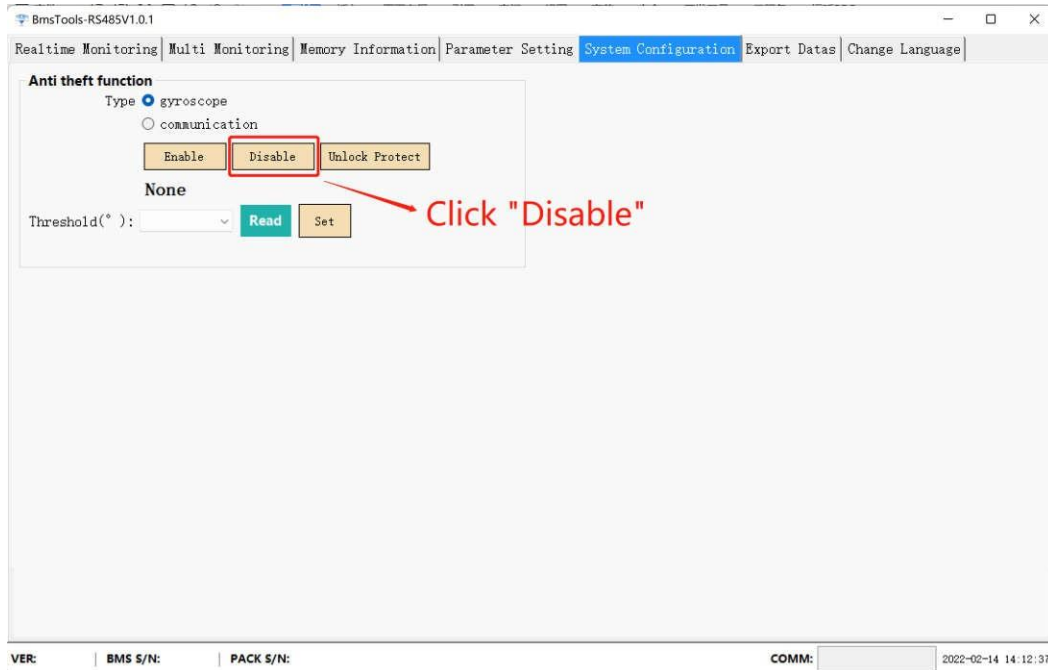 BmsTools-RS485V1.0.1
Realtime Monitoring Multi Monitoring Memory Information Parameter Setting System Configuration Export Datas Change Language
Anti theft function
Type gyroscope
communication
Enable Disable Unlock Protect
None
Threshold(°): Read Set
Click "Disable"
VER: BMS S/N: PACK S/N: COMM: 2022-02-14 14:12:37